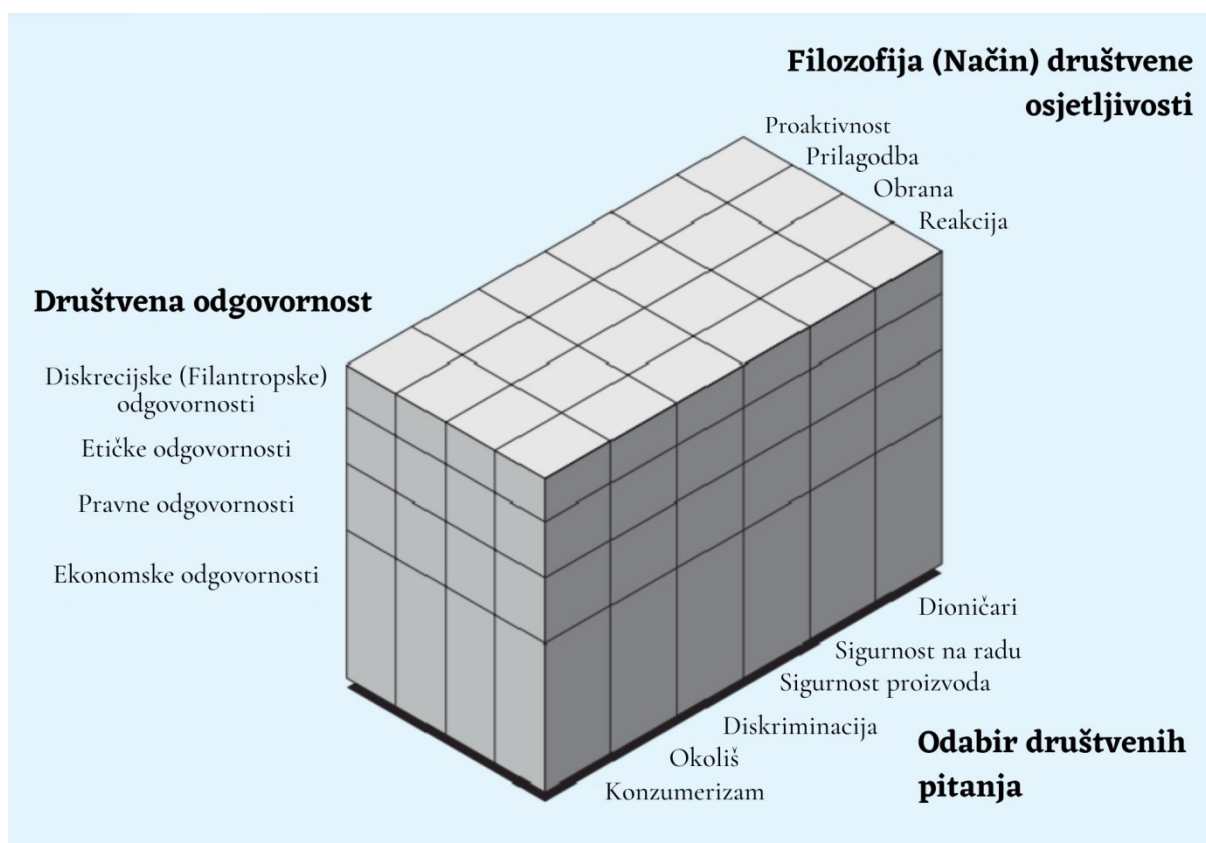 Filozofija (Način) društvene
osjetljivosti
Proaktivnost
Prilagodba
Obrana
Reakcija
Društvena odgovornost
Diskrecijske (Filantropske)
odgovornosti
Etičke odgovornosti
Pravne odgovornosti
Ekonomske odgovornosti
Dioničari
Sigurnost na radu
Sigurnost proizvoda
Diskriminacija
Okoliš
Konzumerizam
Odabir društvenih
pitanja